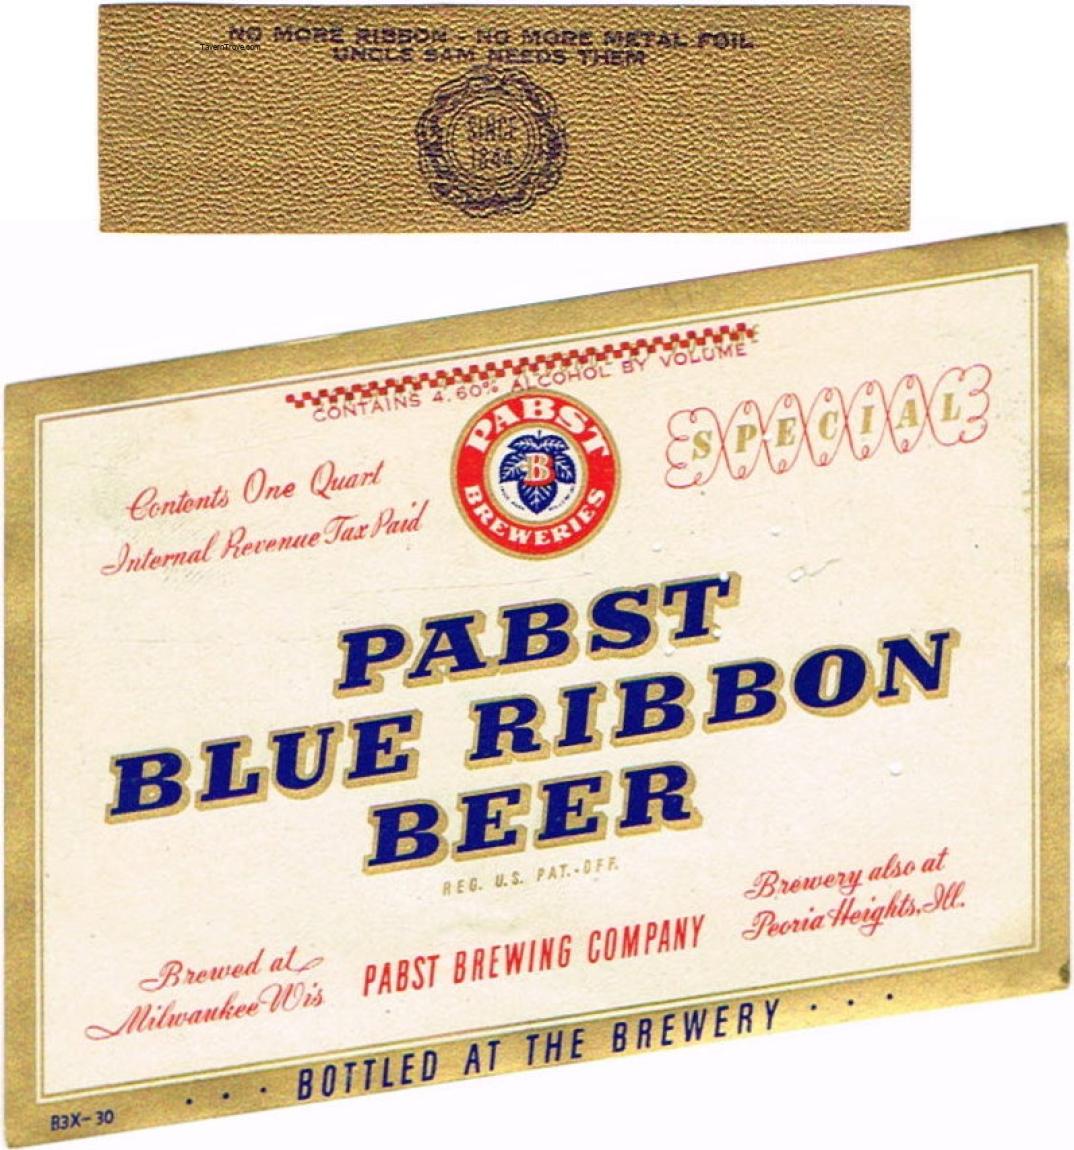 NO MORE RIBBON - NO MORE METAL FOIL
TavernTrove.com
UNCLE SAM NEEDS THEM
SINCE
1844
CONTAINS 4.60% ALCOHOL BY VOLUME
SPECIAL
PABST
B
BREWERIES
Contents One Quart
Internal Revenue Tax Paid
PABST
BLUE RIBBON
BEER
REG. U.S. PAT.-OFF.
Brewed at
Milwaukee Wis.
PABST BREWING COMPANY
Brewery also at
Peoria Heights, Ill.
. . . BOTTLED AT THE BREWERY . . .
B3X-30